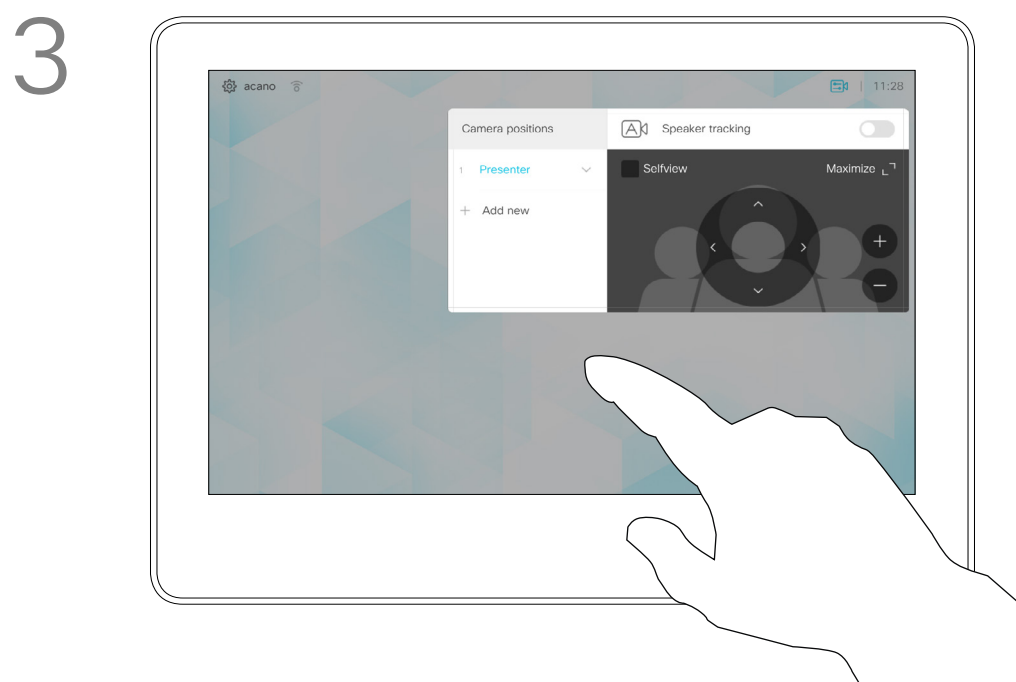 3
acano
11:28
Camera positions
Speaker tracking
1 Presenter
Selfview
Maximize
+ Add new
+
−